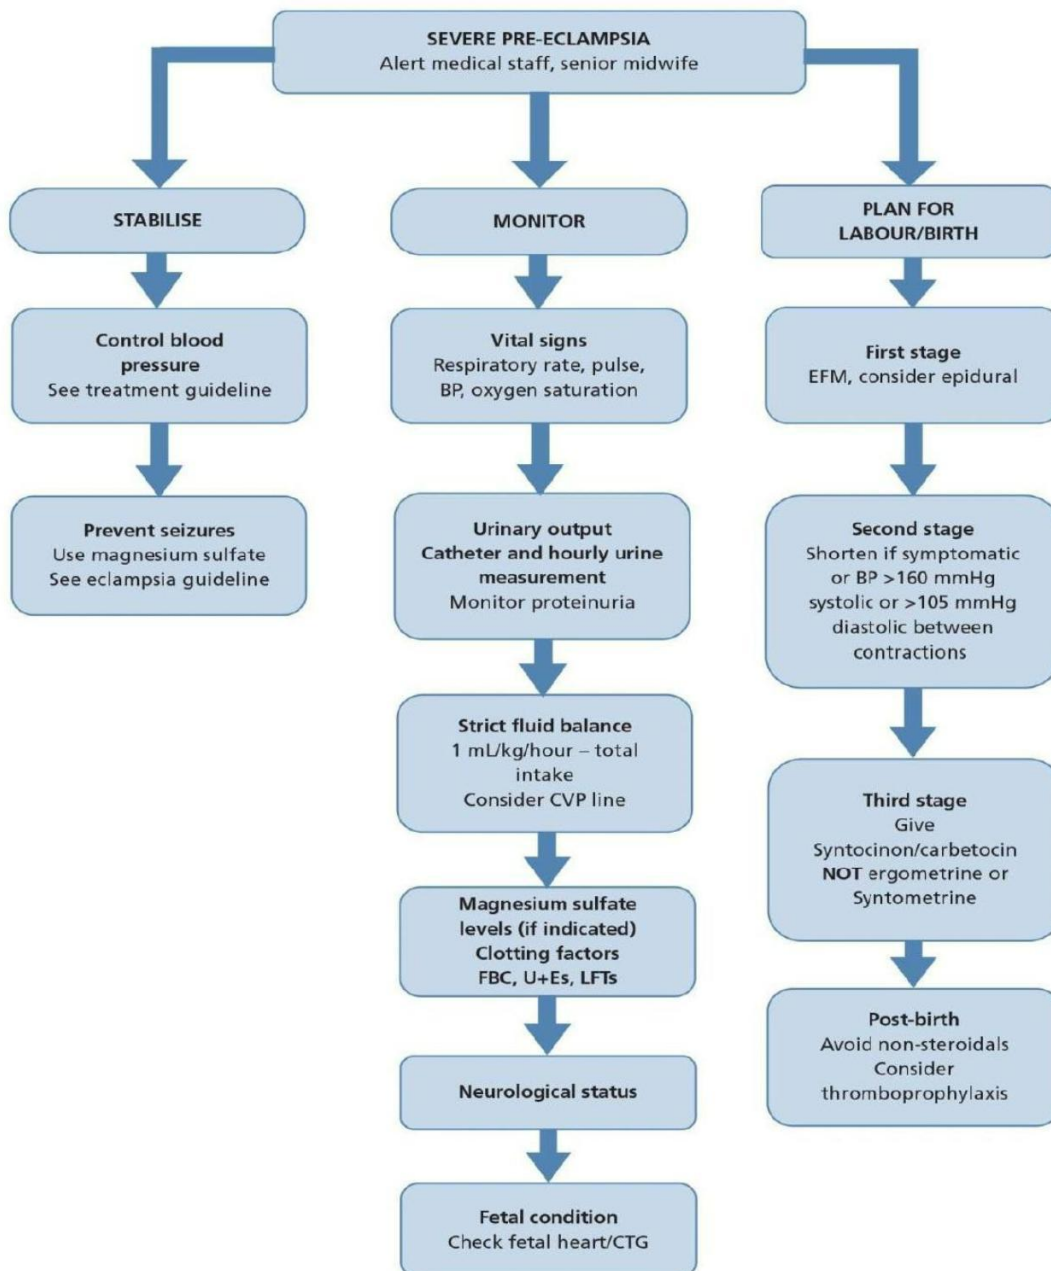 SEVERE PRE-ECLAMPSIA
Alert medical staff, senior midwife
STABILISE
Control blood
pressure
See treatment guideline
Prevent seizures
Use magnesium sulfate
See eclampsia guideline
MONITOR
Vital signs
Respiratory rate, pulse,
BP, oxygen saturation
Urinary output
Catheter and hourly urine
measurement
Monitor proteinuria
Strict fluid balance
1 mL/kg/hour – total
intake
Consider CVP line
Magnesium sulfate
levels (if indicated)
Clotting factors
FBC, U+Es, LFTs
Neurological status
Fetal condition
Check fetal heart/CTG
PLAN FOR
LABOUR/BIRTH
First stage
EFM, consider epidural
Second stage
Shorten if symptomatic
or BP >160 mmHg
systolic or >105 mmHg
diastolic between
contractions
Third stage
Give
Syntocinon/carbetocin
NOT ergometrine or
Syntometrine
Post-birth
Avoid non-steroidals
Consider
thromboprophylaxis